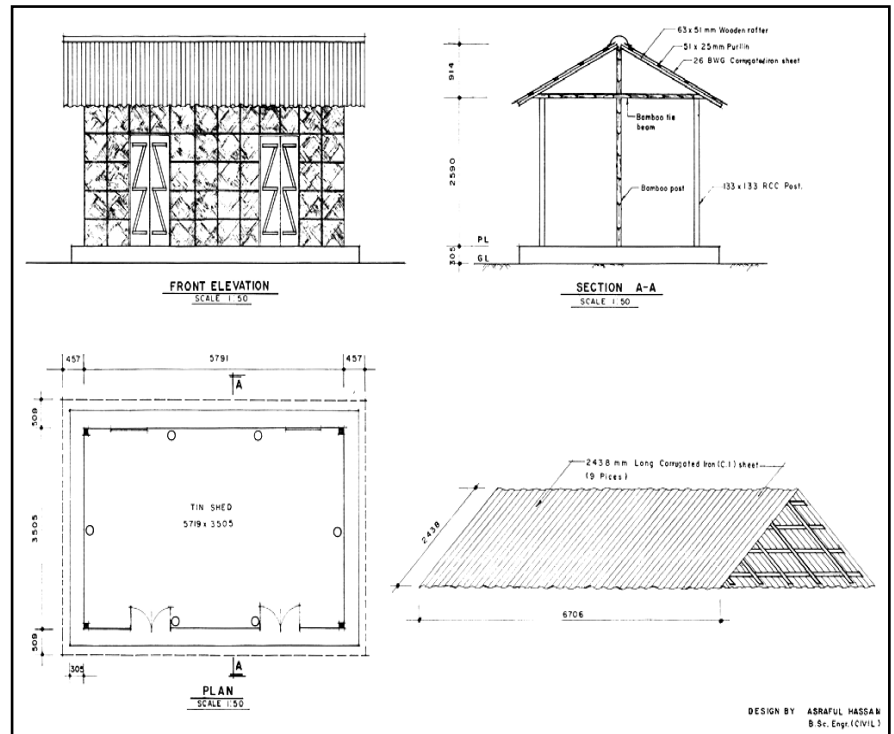 63 x 51 mm Wooden rafter
51 x 25mm Purlin
26 BWG Corrugated iron sheet
914
Bamboo tie
beam
2590
Bamboo post
133 x 133 RCC Post.
PL
305
GL
FRONT ELEVATION
SCALE 1:50
SECTION A-A
SCALE 1:50
457
5791
457
A
509
3505
509
TIN SHED
5719 x 3505
305
A
PLAN
SCALE 1:50
2438 mm Long Corrugated Iron (C.I) sheet
(9 Pices)
2438
6706
DESIGN BY ASRAFUL HASSAN
B.Sc. Engr. (CIVIL)